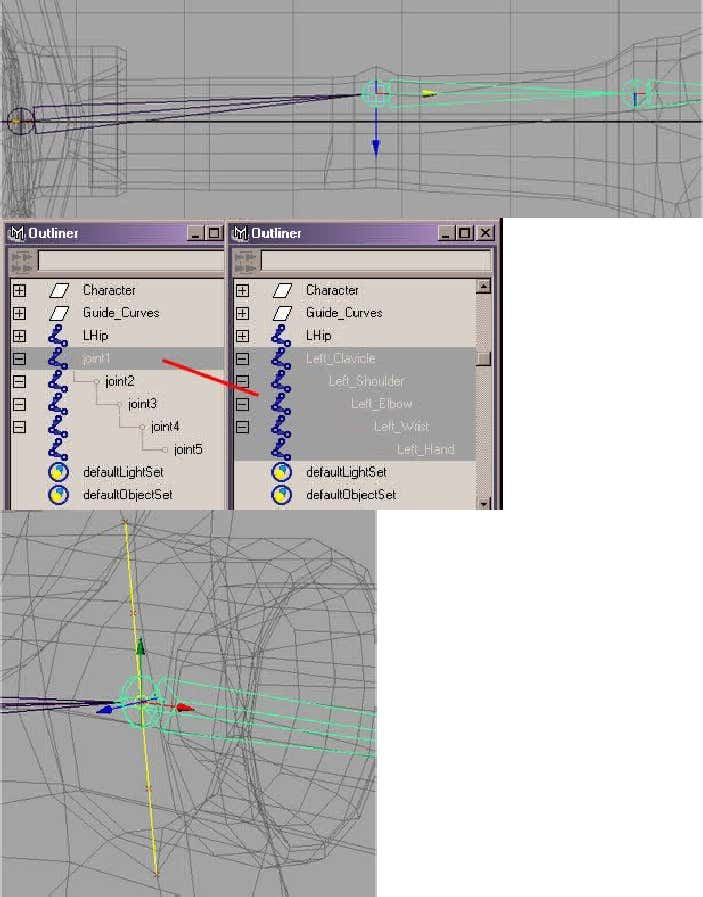 Outliner
Character
Guide_Curves
LHip
joint1
joint2
joint3
joint4
joint5
defaultLightSet
defaultObjectSet
Outliner
Character
Guide_Curves
LHip
Left_Clavicle
Left_Shoulder
Left_Elbow
Left_Wrist
Left_Hand
defaultLightSet
defaultObjectSet